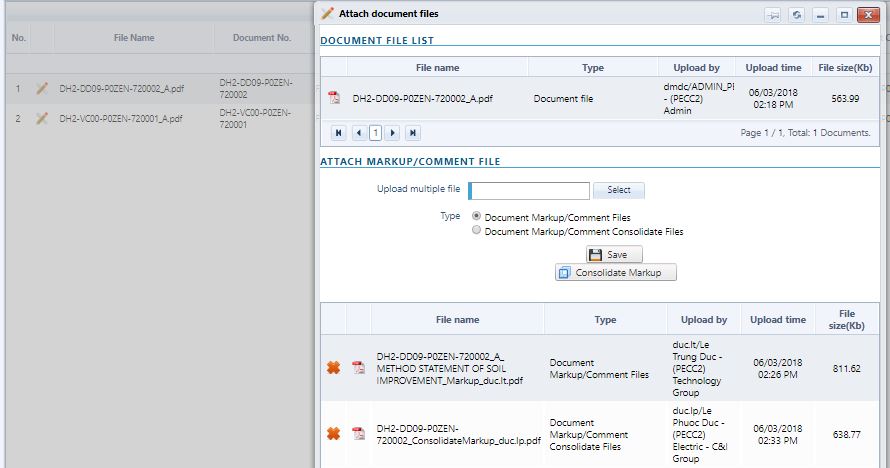 Attach document files
No. File Name Document No.
1 DH2-DD09-P0ZEN-720002_A.pdf DH2-DD09-P0ZEN-
720002
2 DH2-VC00-P0ZEN-720001_A.pdf DH2-VC00-P0ZEN-
720001
DOCUMENT FILE LIST
File name Type Upload by Upload time File size(Kb)
DH2-DD09-P0ZEN-720002_A.pdf Document file dmdc/ADMIN_PE
- (PECC2)
Admin
06/03/2018
02:18 PM
563.99
1 Page 1 / 1, Total: 1 Documents.
ATTACH MARKUP/COMMENT FILE
Upload multiple file Select
Type Document Markup/Comment Files
Document Markup/Comment Consolidate Files
Save
Consolidate Markup
File name Type Upload by Upload time File
size(Kb)
DH2-DD09-P0ZEN-720002_A_
METHOD STATEMENT OF SOIL
IMPROVEMENT_Markup_duc.lt.pdf
Document
Markup/Comment Files
duc.lt/Le
Trung Duc -
(PECC2)
Technology
Group
06/03/2018
02:26 PM
811.62
DH2-DD09-P0ZEN-
720002_ConsolidateMarkup_duc.lp.pdf
Document
Markup/Comment
Consolidate Files
duc.lp/Le
Phuoc Duc -
(PECC2)
Electric - C&I
Group
06/03/2018
02:33 PM
638.77